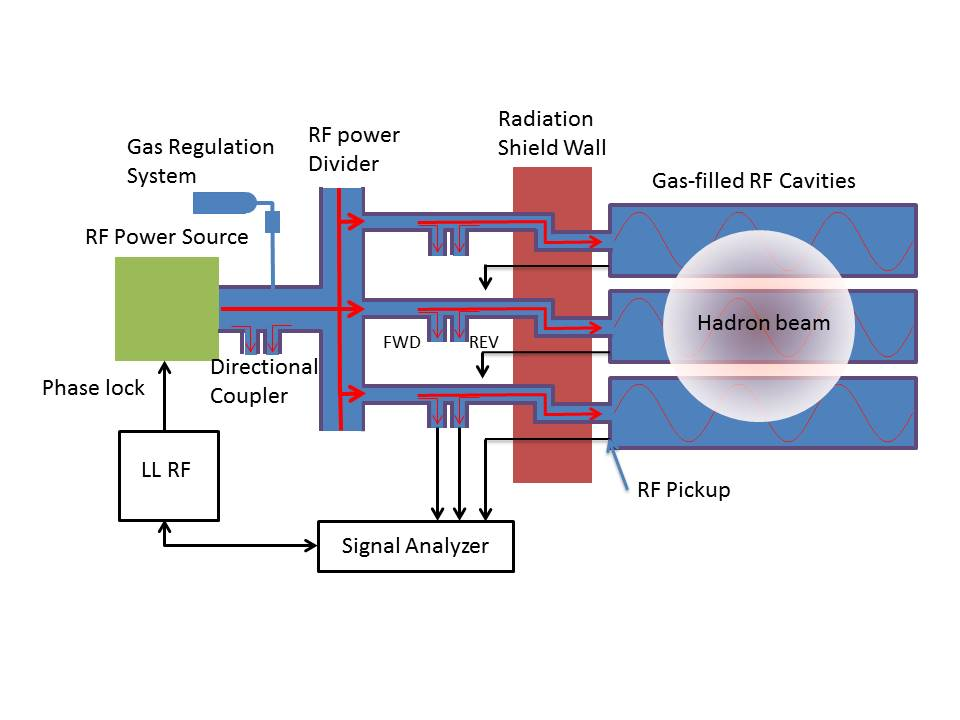 Radiation
Shield Wall
RF power
Divider
Gas Regulation
System
Gas-filled RF Cavities
RF Power Source
Hadron beam
FWD
REV
Directional
Coupler
Phase lock
LL RF
RF Pickup
Signal Analyzer